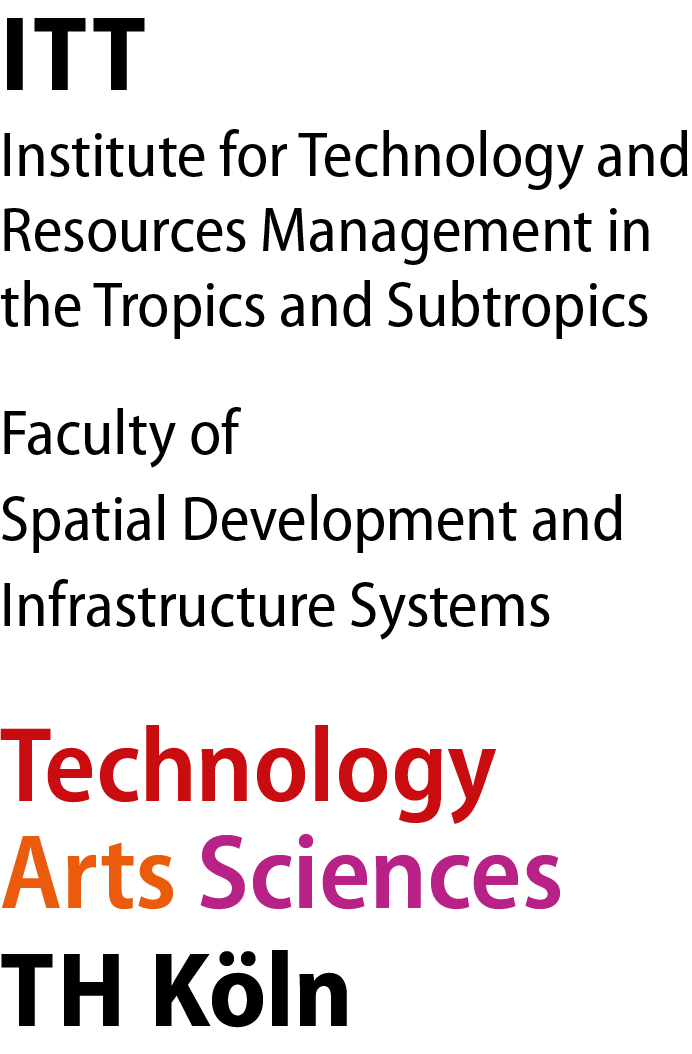 ITT
Institute for Technology and
Resources Management in
the Tropics and Subtropics
Faculty of
Spatial Development and
Infrastructure Systems
Technology
Arts Sciences
TH Köln